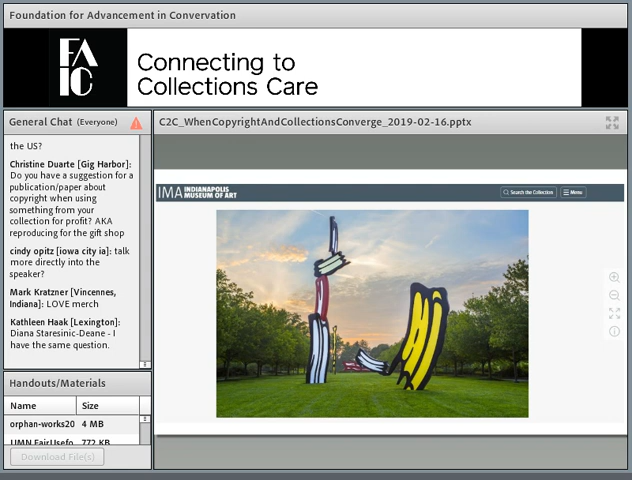 Foundation for Advancement in Convervation
FA
IC
Connecting to
Collections Care
General Chat (Everyone)
the US?
Christine Duarte [Gig Harbor]:
Do you have a suggestion for a
publication/paper about
copyright when using
something from your
collection for profit? AKA
reproducing for the gift shop
cindy opitz [iowa city ia]: talk
more directly into the
speaker?
Mark Kratzner [Vincennes,
Indiana]: LOVE merch
Kathleen Haak [Lexington]:
Diana Staresinic-Deane - I
have the same question.
Handouts/Materials
Name Size
orphan-works20 4 MB
UMN FairUsefo 772 KB
Download File(s)
C2C_WhenCopyrightAndCollectionsConverge_2019-02-16.pptx
IMA INDIANAPOLIS
MUSEUM OF ART
Search the Collection
Menu